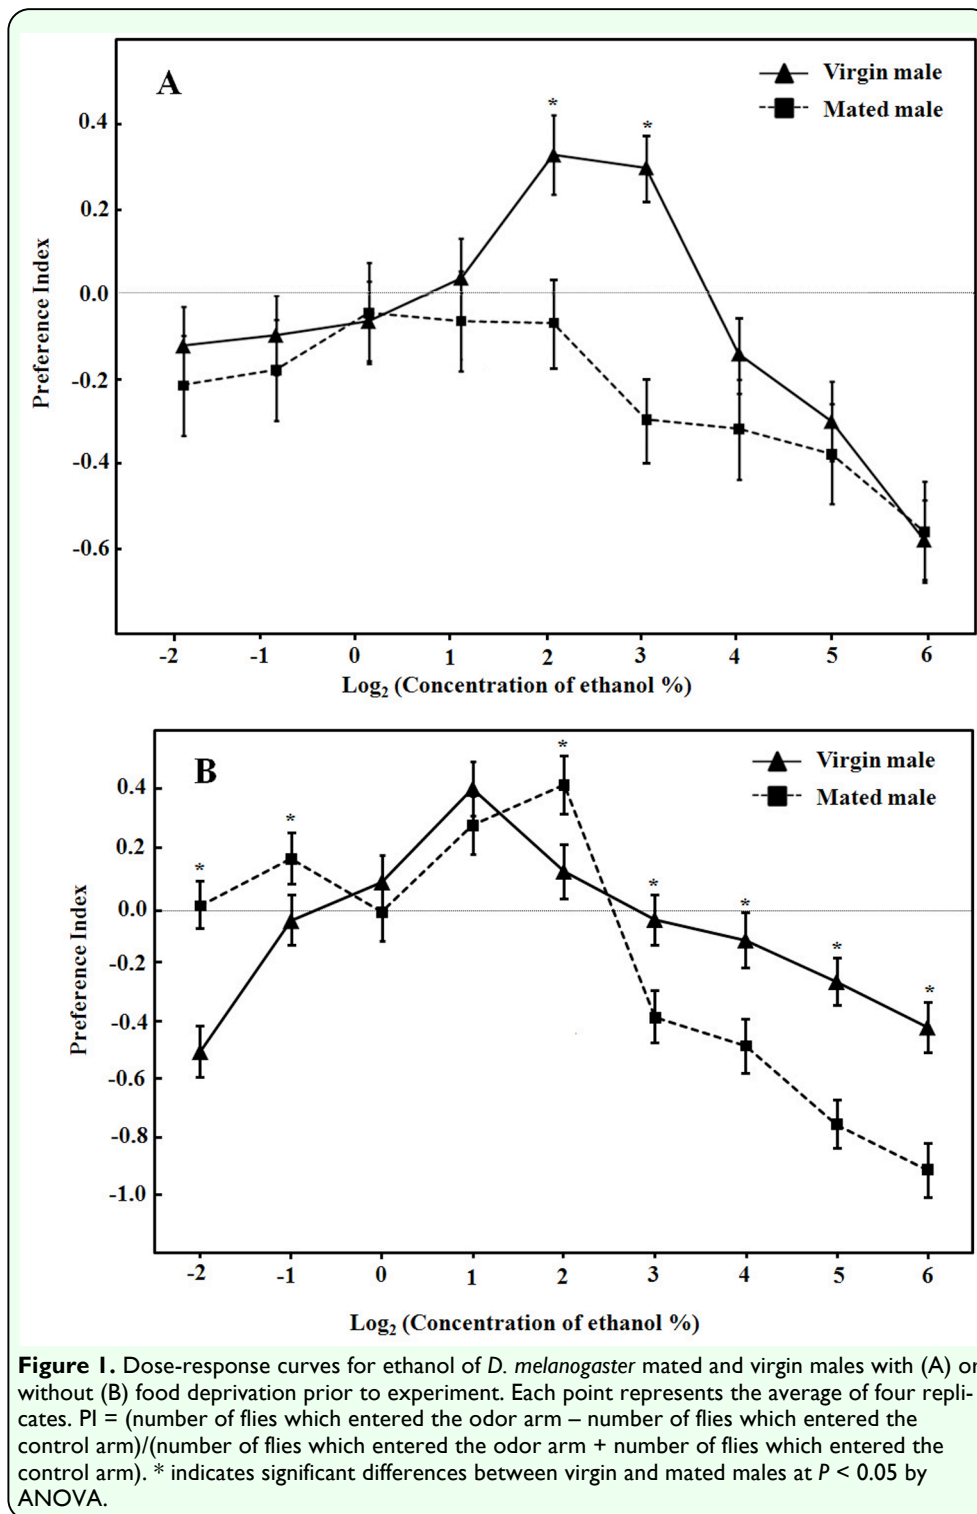 A
Virgin male
Mated male
*
*
0.4
0.2
0.0
-0.2
-0.4
-0.6
Preference Index
-2 -1 0 1 2 3 4 5 6
Log2 (Concentration of ethanol %)
B
Virgin male
Mated male
*
*
*
*
*
*
*
0.4
0.2
0.0
-0.2
-0.4
-0.6
-0.8
-1.0
Preference Index
-2 -1 0 1 2 3 4 5 6
Log2 (Concentration of ethanol %)
Figure 1. Dose-response curves for ethanol of D. melanogaster mated and virgin males with (A) or
without (B) food deprivation prior to experiment. Each point represents the average of four repli-
cates. PI = (number of flies which entered the odor arm – number of flies which entered the
control arm)/(number of flies which entered the odor arm + number of flies which entered the
control arm). * indicates significant differences between virgin and mated males at P < 0.05 by
ANOVA.